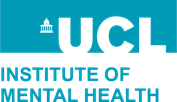 UCL
INSTITUTE OF
MENTAL HEALTH